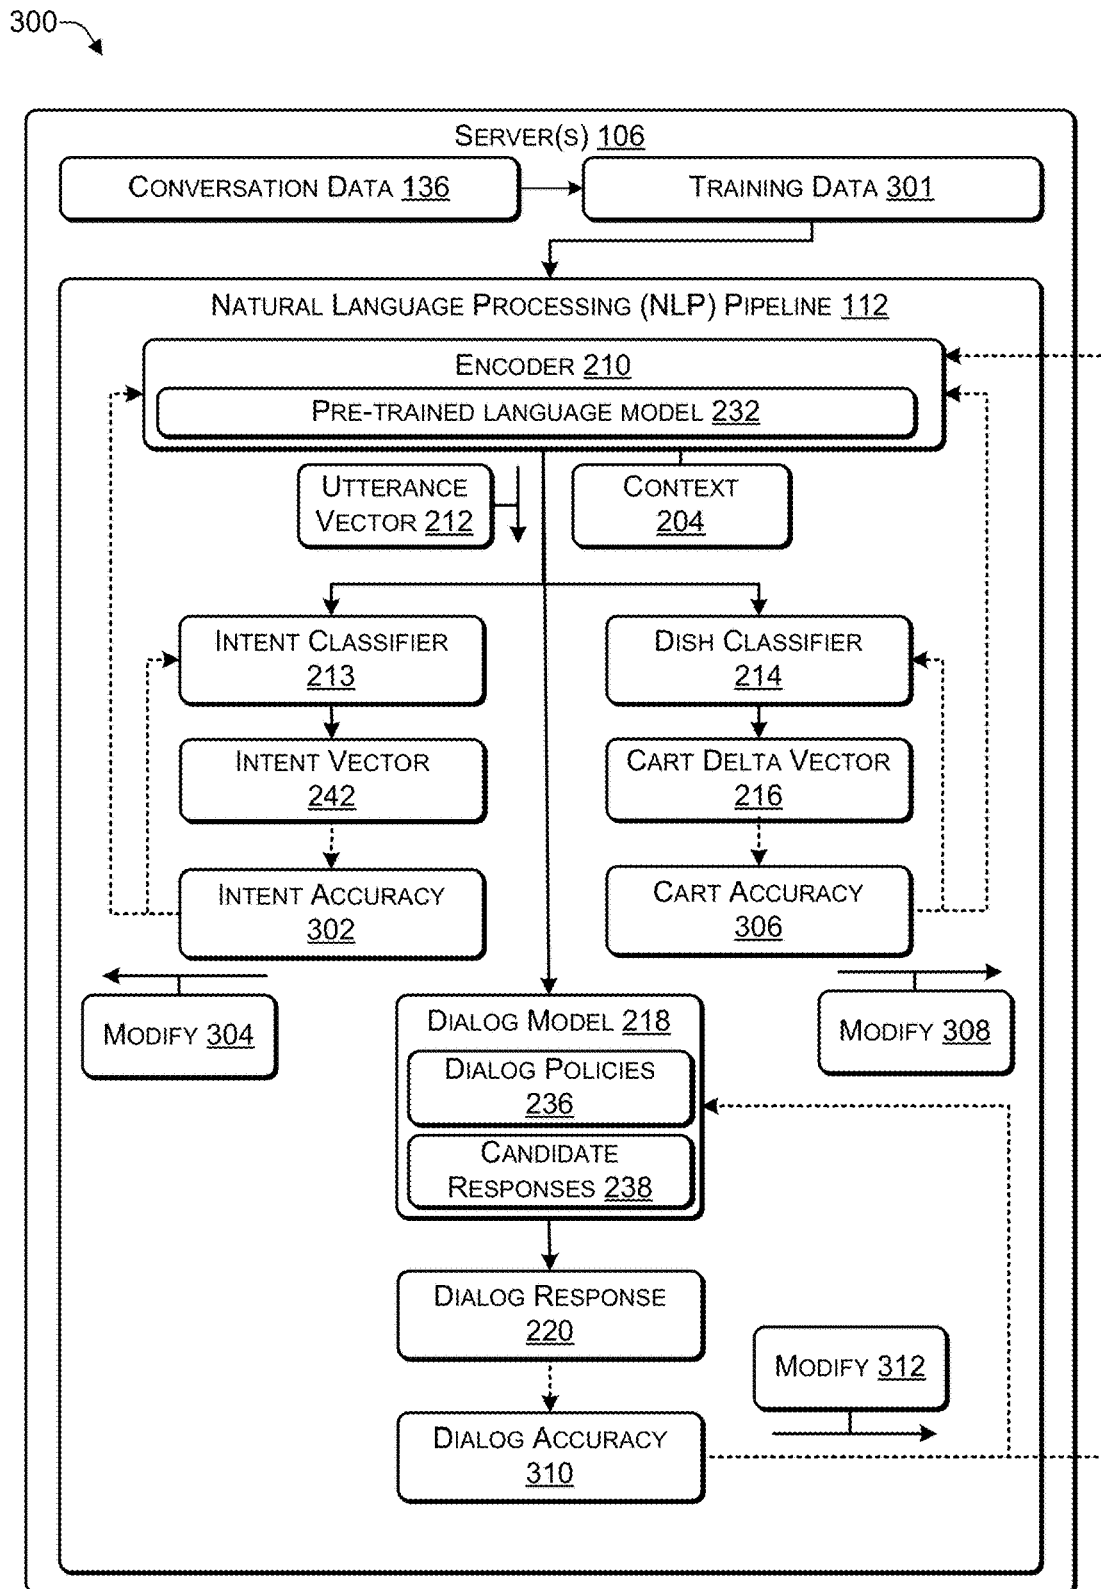 300
SERVER(S) 106
CONVERSATION DATA 136
TRAINING DATA 301
NATURAL LANGUAGE PROCESSING (NLP) PIPELINE 112
ENCODER 210
PRE-TRAINED LANGUAGE MODEL 232
UTTERANCE
VECTOR 212
CONTEXT
204
INTENT CLASSIFIER
213
DISH CLASSIFIER
214
INTENT VECTOR
242
CART DELTA VECTOR
216
INTENT ACCURACY
302
CART ACCURACY
306
MODIFY 304
DIALOG MODEL 218
MODIFY 308
DIALOG POLICIES
236
CANDIDATE
RESPONSES 238
DIALOG RESPONSE
220
MODIFY 312
DIALOG ACCURACY
310